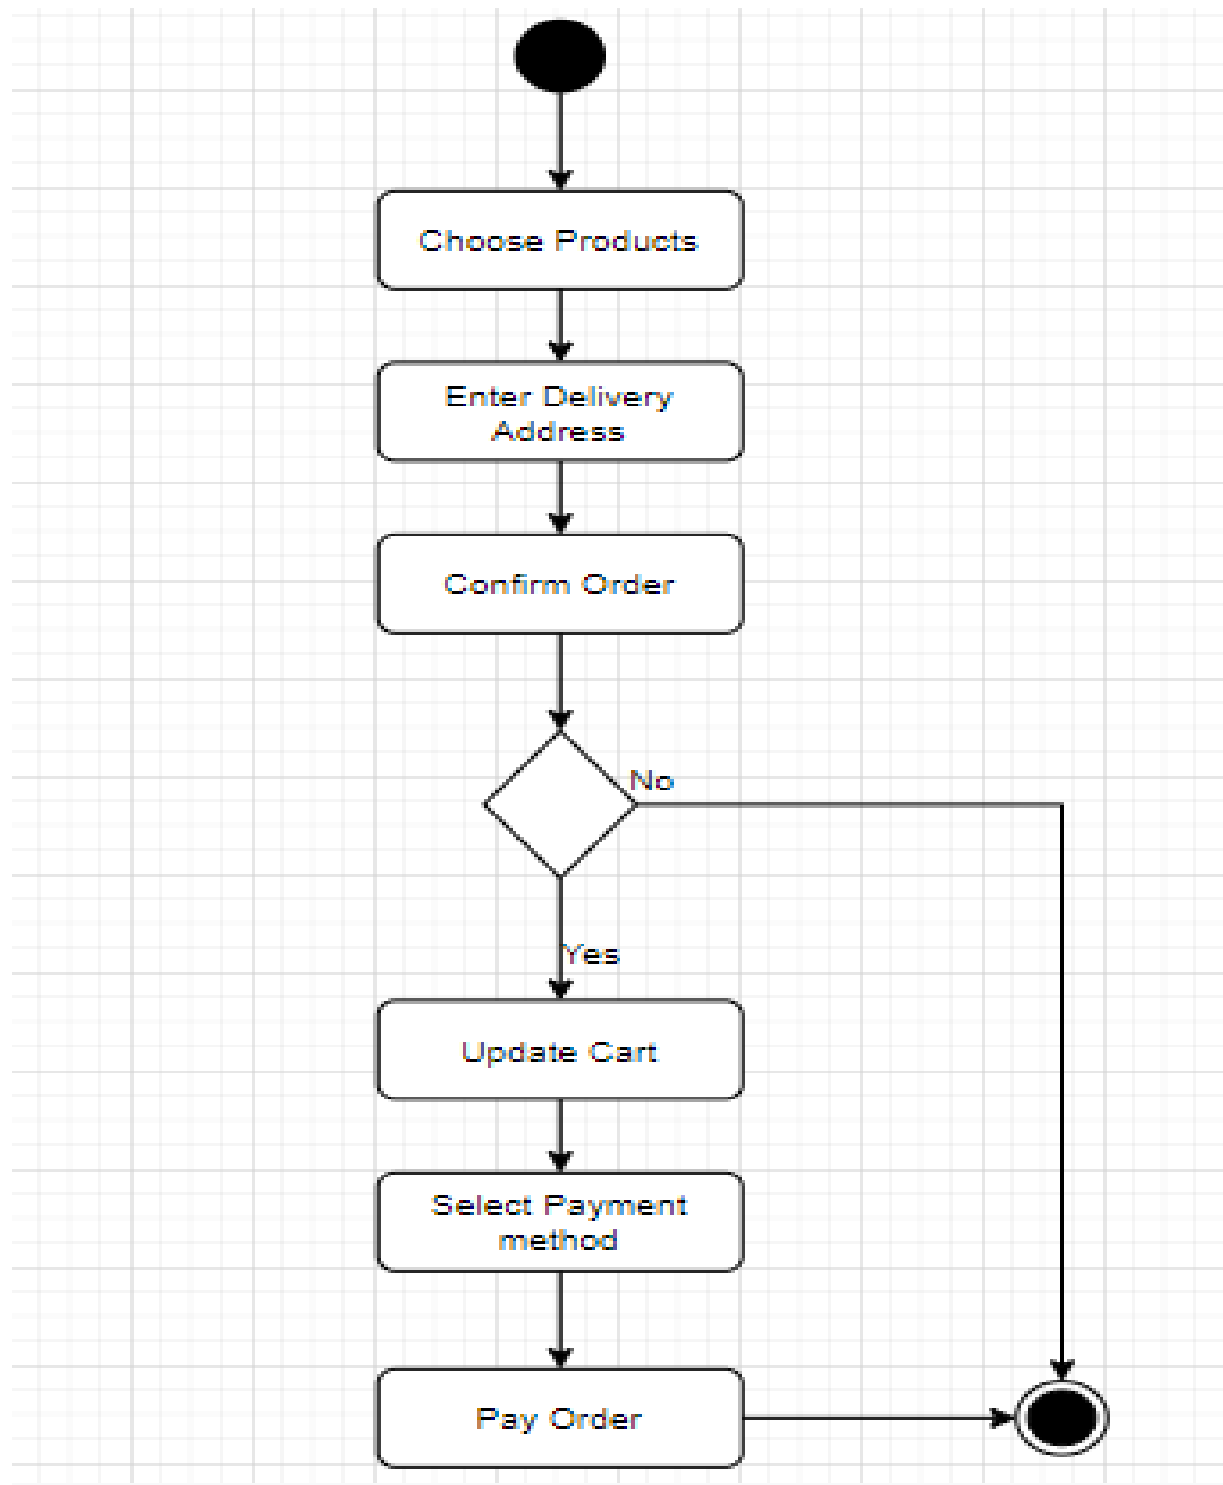 Choose Products
Enter Delivery
Address
Confirm Order
No
Yes
Update Cart
Select Payment
method
Pay Order